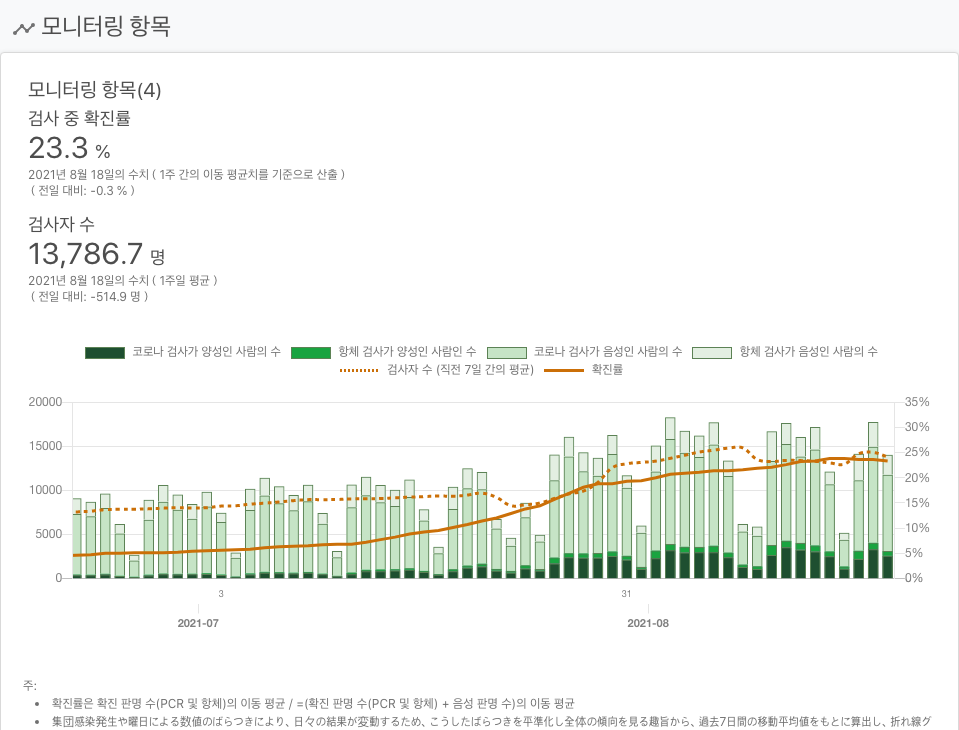 모니터링 항목
모니터링 항목(4)
검사 중 확진률
23.3 %
2021년 8월 18일의 수치 ( 1주 간의 이동 평균치를 기준으로 산출 )
( 전일 대비: -0.3 % )
검사자 수
13,786.7 명
2021년 8월 18일의 수치 ( 1주일 평균 )
( 전일 대비: -514.9 명 )
코로나 검사가 양성인 사람의 수 항체 검사가 양성인 사람인 수 코로나 검사가 음성인 사람의 수 항체 검사가 음성인 사람의 수
검사자 수 (직전 7일 간의 평균) 확진률
20000 35%
30%
15000 25%
20%
10000 15%
5000 10%
5%
0 0%
3 31
2021-07 2021-08
주:
• 확진률은 확진 판명 수(PCR 및 항체)의 이동 평균 / =(확진 판명 수(PCR 및 항체) + 음성 판명 수)의 이동 평균
• 集団感染発生や曜日による数値のばらつきにより、日々の結果が変動するため、こうしたばらつきを平準化し全体の傾向を見る趣旨から、過去7日間の移動平均値をもとに算出し、折れ線グ